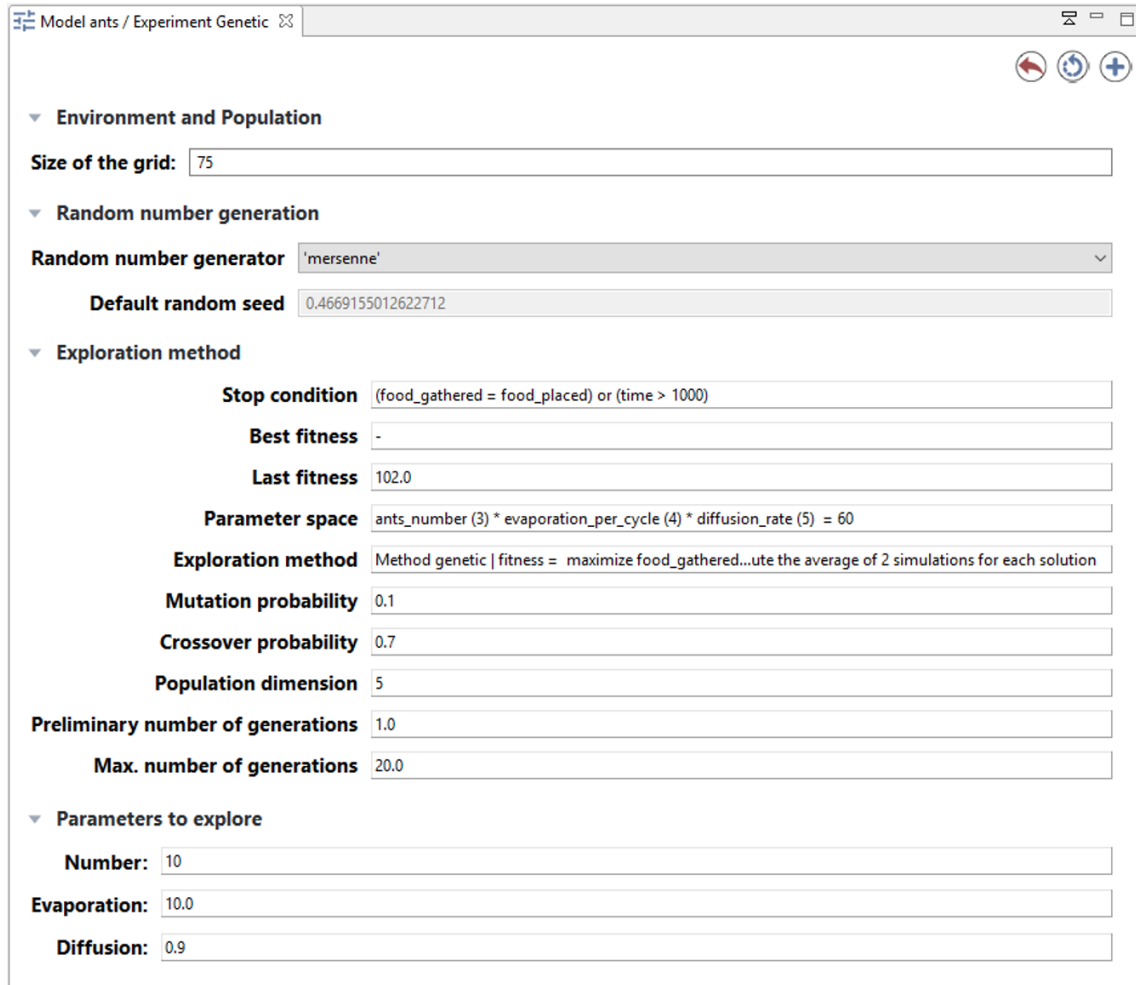 Model ants / Experiment Genetic
Environment and Population
Size of the grid: 75
Random number generation
Random number generator 'mersenne'
Default random seed 0.4669155012622712
Exploration method
Stop condition (food_gathered = food_placed) or (time > 1000)
Best fitness -
Last fitness 102.0
Parameter space ants_number (3) * evaporation_per_cycle (4) * diffusion_rate (5) = 60
Exploration method Method genetic | fitness = maximize food_gathered...ute the average of 2 simulations for each solution
Mutation probability 0.1
Crossover probability 0.7
Population dimension 5
Preliminary number of generations 1.0
Max. number of generations 20.0
Parameters to explore
Number: 10
Evaporation: 10.0
Diffusion: 0.9